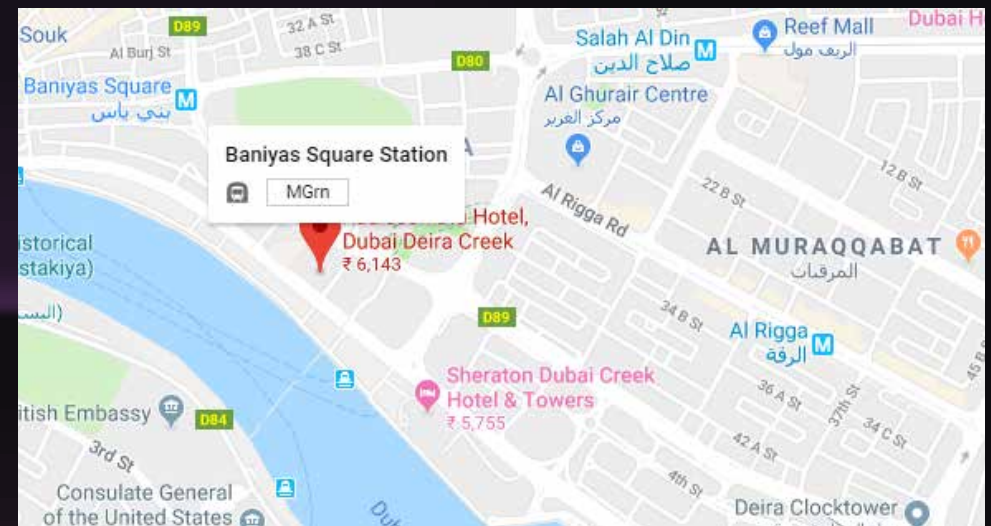 Souk
D89
32 A St
Al Burj St
38 C St
D80
Salah Al Din
صلاح الدين
Reef Mall
الريف مول
Dubai H
Baniyas Square
بني ياس
Al Ghurair Centre
مركز الغرير
Baniyas Square Station
MGrn
A
Al Rigga Rd
22 B St
12 B St
Hotel,
Dubai Deira Creek
₹ 6,143
AL MURAQQABAT
المرقبات
istorical
stakiya)
D89
34 B St
Al Rigga
الرقة
45 B
Sheraton Dubai Creek
Hotel & Towers
₹ 5,755
itish Embassy
D84
3rd St
36 A St
37th St
34 C St
42 A St
4th St
Consulate General
of the United States
Deira Clocktower